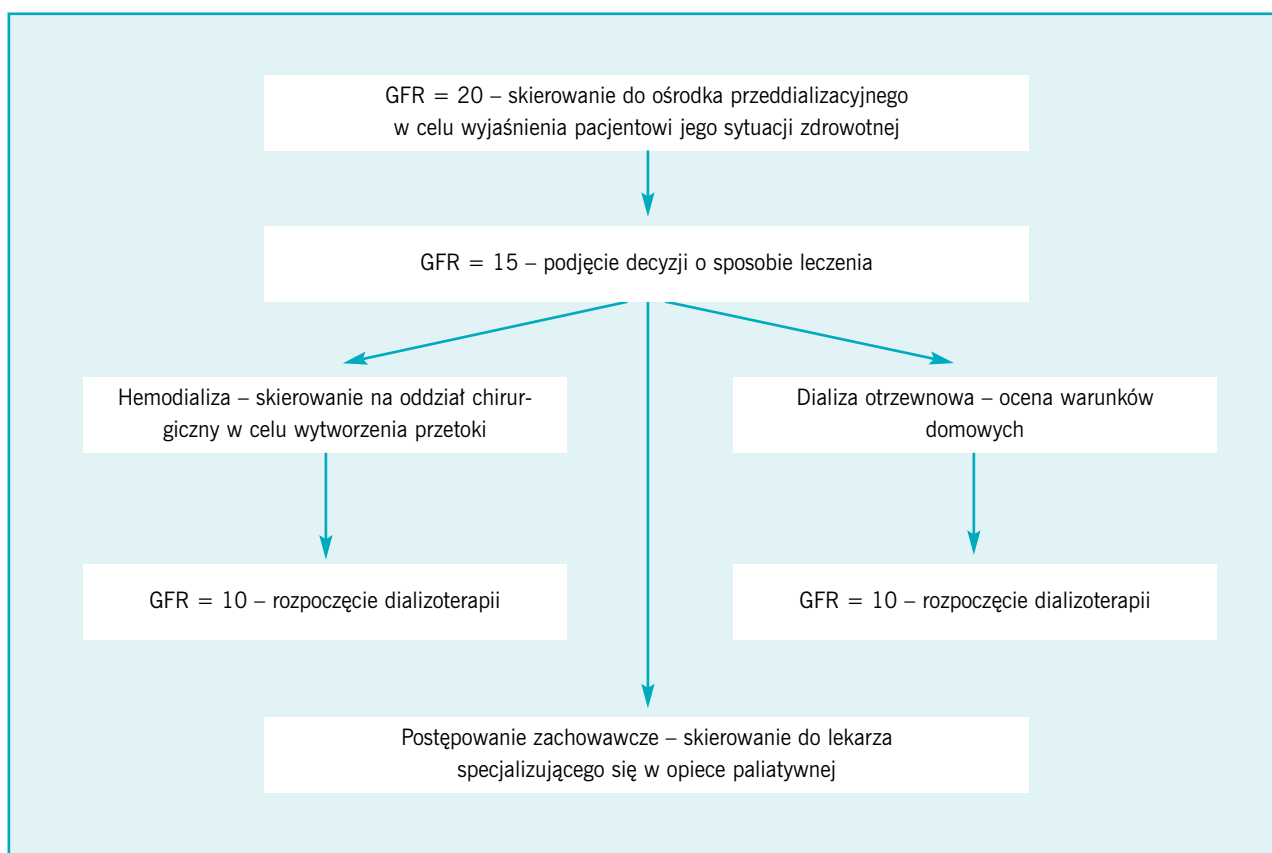 GFR = 20 – skierowanie do ośrodka przeddializacyjnego
w celu wyjaśnienia pacjentowi jego sytuacji zdrowotnej
GFR = 15 – podjęcie decyzji o sposobie leczenia
Hemodializa – skierowanie na oddział chirur-
giczny w celu wytworzenia przetoki
Dializa otrzewnowa – ocena warunków
domowych
GFR = 10 – rozpoczęcie dializoterapii
GFR = 10 – rozpoczęcie dializoterapii
Postępowanie zachowawcze – skierowanie do lekarza
specjalizującego się w opiece paliatywnej